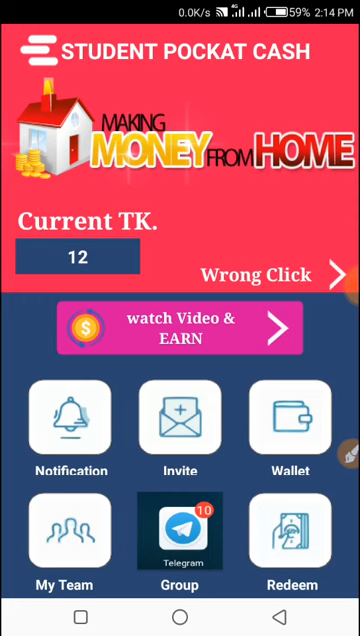 0.0K/s 4G 59% 2:14 PM
STUDENT POCKAT CASH
MAKING
MONEY FROM HOME
Current TK.
12
Wrong Click
watch Video &
EARN
$
Notification Invite Wallet
10
Telegram
My Team Group Redeem